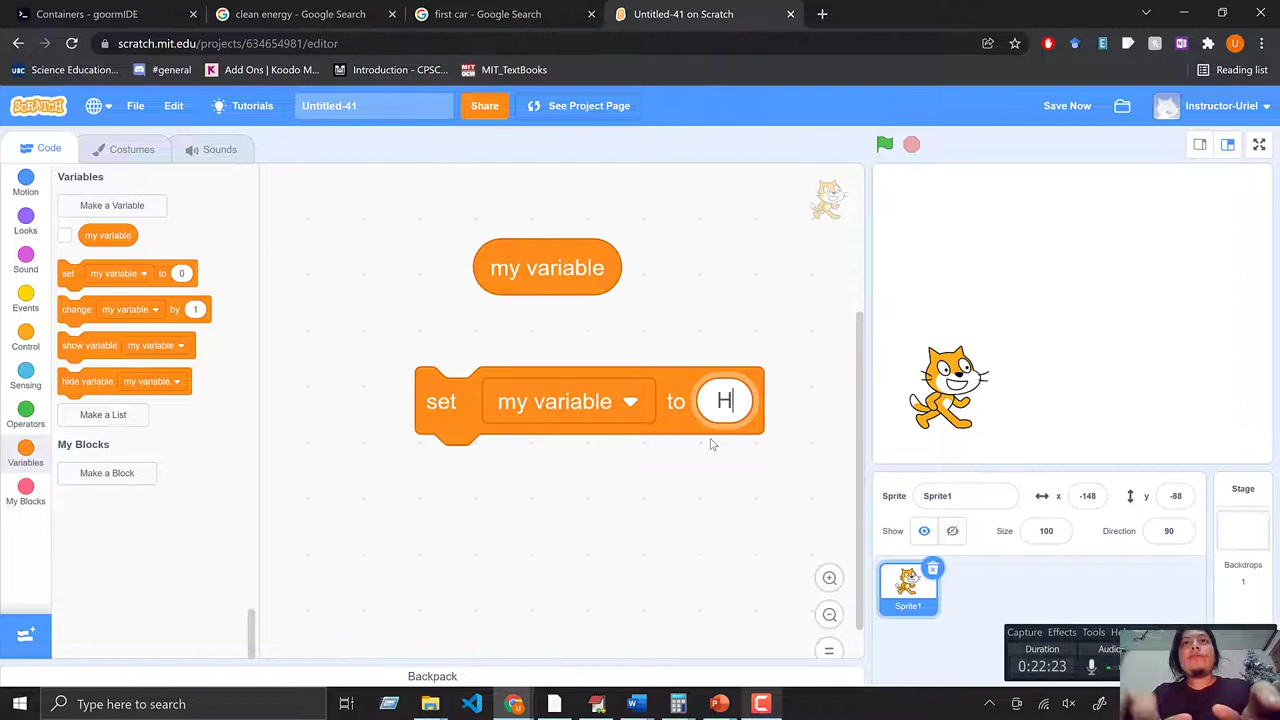 Containers - goormIDE
clean energy - Google Search
first car - Google Search
Untitled-41 on Scratch
scratch.mit.edu/projects/634654981/editor
Science Education...
#general
Add Ons | Koodo M...
Introduction - CPSC...
MIT_TextBooks
Reading list
SCRATCH
File
Edit
Tutorials
Untitled-41
Share
See Project Page
Save Now
Instructor-Uriel
Code
Costumes
Sounds
Motion
Looks
Sound
Events
Control
Sensing
Operators
Variables
My Blocks
Variables
Make a Variable
my variable
set my variable to 0
change my variable by 1
show variable my variable
hide variable my variable
Make a List
My Blocks
Make a Block
my variable
set my variable to H
Sprite
Sprite1
x
-148
y
-88
Show
Size
100
Direction
90
Sprite1
Stage
Backdrops
1
Backpack
Capture Effects Tools
Duration
0:22:23
Type here to search